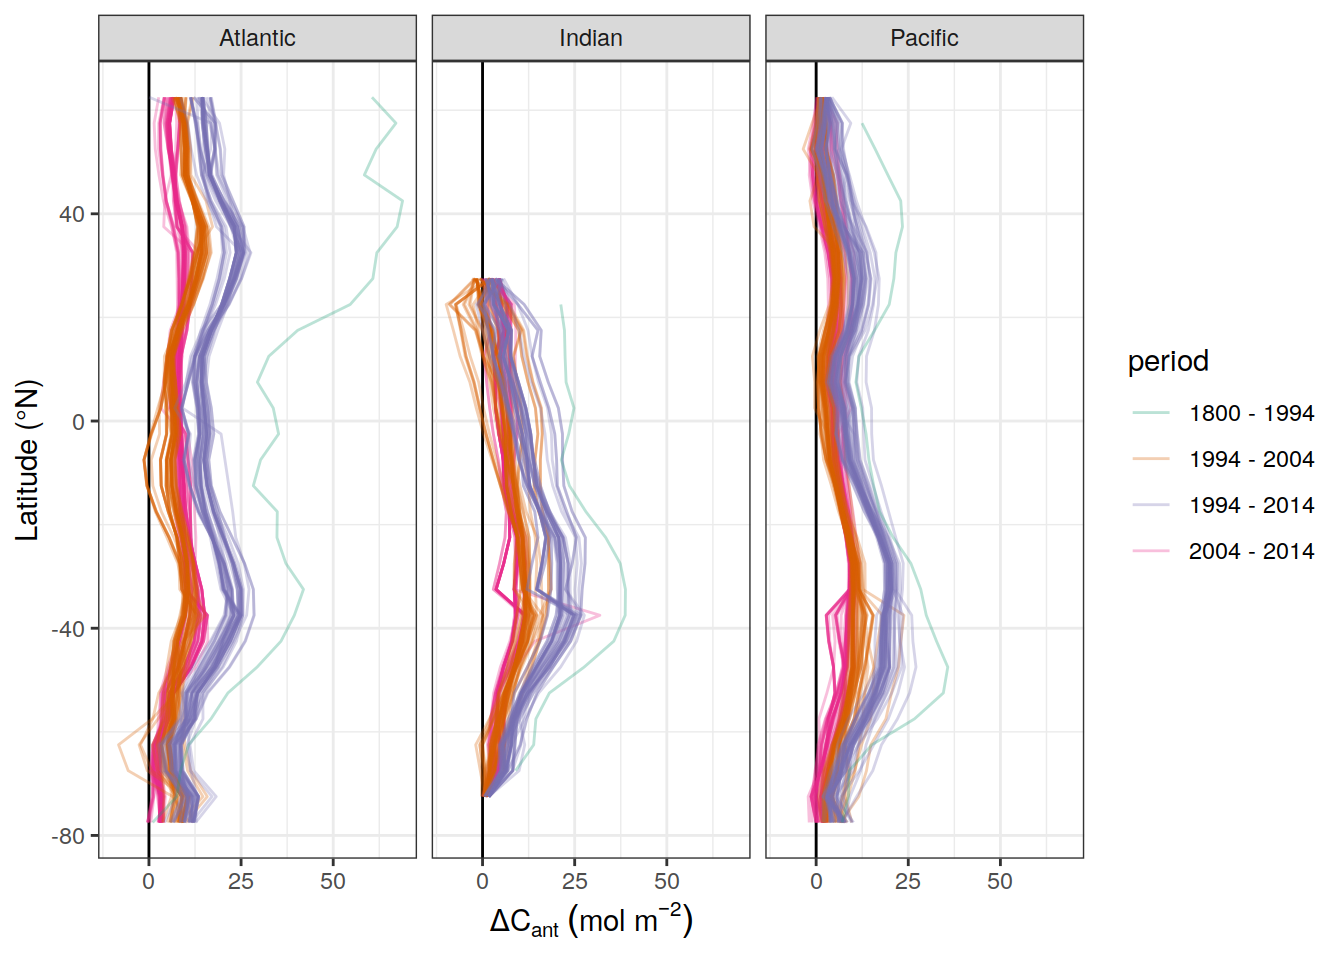 Atlantic Indian Pacific
40
0
-40
-80
Latitude (°N)
0 25 50 0 25 50 0 25 50
ΔCant (mol m−2)
period
1800 - 1994
1994 - 2004
1994 - 2014
2004 - 2014